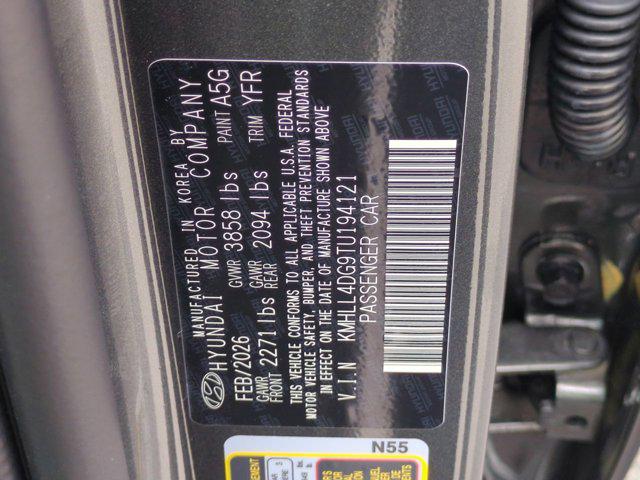 MANUFACTURED IN KOREA BY
HYUNDAI MOTOR COMPANY
FEB/2026 GVWR 3858 lbs PAINT A5G
GAWR FRONT 2271 lbs GAWR REAR 2094 lbs TRIM YFR
THIS VEHICLE CONFORMS TO ALL APPLICABLE U.S.A. FEDERAL
MOTOR VEHICLE SAFETY, BUMPER, AND THEFT PREVENTION STANDARDS
IN EFFECT ON THE DATE OF MANUFACTURE SHOWN ABOVE
V.I.N KMHLL4DG9TU194121
PASSENGER CAR
N55